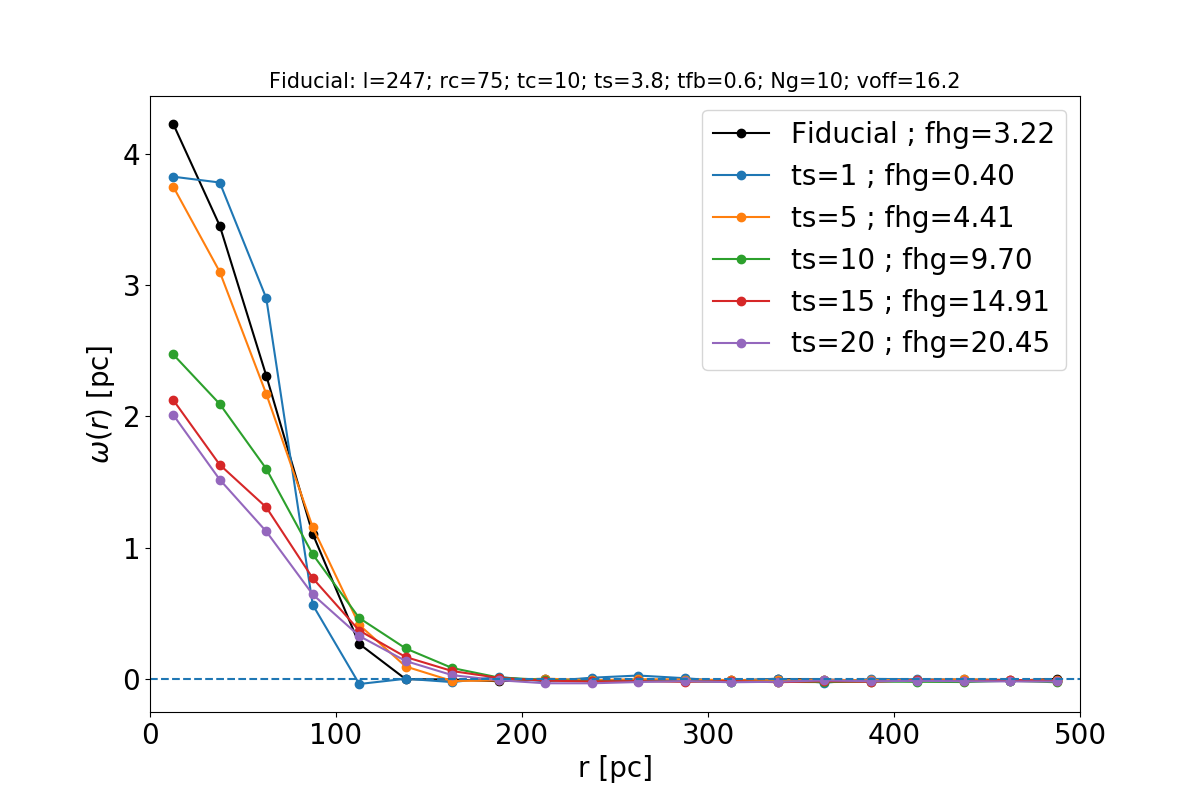 Fiducial: l=247; rc=75; tc=10; ts=3.8; tfb=0.6; Ng=10; voff=16.2
Fiducial ; fhg=3.22
ts=1 ; fhg=0.40
ts=5 ; fhg=4.41
ts=10 ; fhg=9.70
ts=15 ; fhg=14.91
ts=20 ; fhg=20.45
ω(r) [pc]
4
3
2
1
0
0 100 200 300 400 500
r [pc]